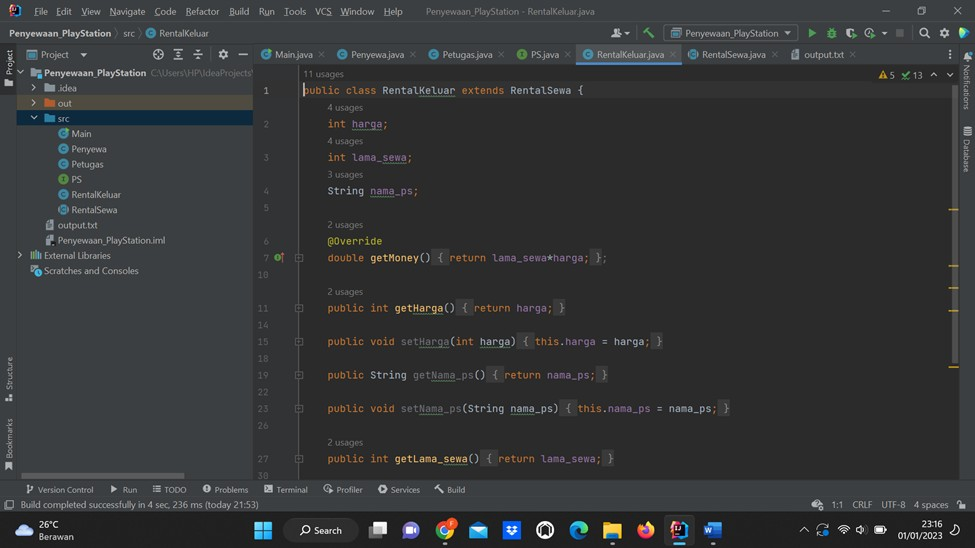 File Edit View Navigate Code Refactor Build Run Tools VCS Window Help Penyewaan_PlayStation - RentalKeluar.java
Penyewaan_PlayStation src RentalKeluar Penyewaan_PlayStation
Project
Project
Main.java Penyewa.java Petugas.java PS.java RentalKeluar.java RentalSewa.java output.txt
Penyewaan_PlayStation C:\Users\HP\IdeaProjects\
.idea
out
src
Main
Penyewa
Petugas
PS
RentalKeluar
RentalSewa
output.txt
Penyewaan_PlayStation.iml
External Libraries
Scratches and Consoles
11 usages
5 13
1 public class RentalKeluar extends RentalSewa {
4 usages
2 int harga;
4 usages
3 int lama_sewa;
3 usages
4 String nama_ps;
5
2 usages
6 @Override
7 double getMoney() { return lama_sewa*harga; };
10
2 usages
11 public int getHarga() { return harga; }
14
15 public void setHarga(int harga) { this.harga = harga; }
18
19 public String getNama_ps() { return nama_ps; }
22
23 public void setNama_ps(String nama_ps) { this.nama_ps = nama_ps; }
26
2 usages
27 public int getLama_sewa() { return lama_sewa; }
30
Notifications
Database
Structure
Bookmarks
Version Control Run TODO Problems Terminal Profiler Services Build
Build completed successfully in 4 sec, 236 ms (today 21:53) 1:1 CRLF UTF-8 4 spaces
26°C
Berawan
Search
23:16
01/01/2023